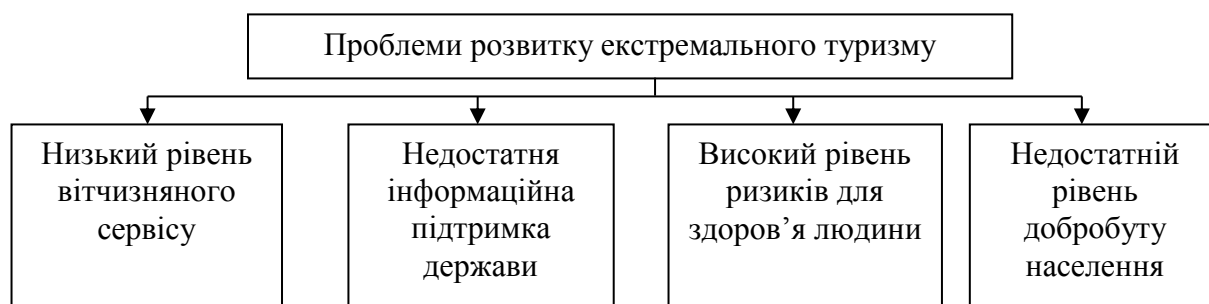 Проблеми розвитку екстремального туризму
Низький рівень
вітчизняного
сервісу
Недостатня
інформаційна
підтримка
держави
Високий рівень
ризиків для
здоров’я людини
Недостатній
рівень
добробуту
населення